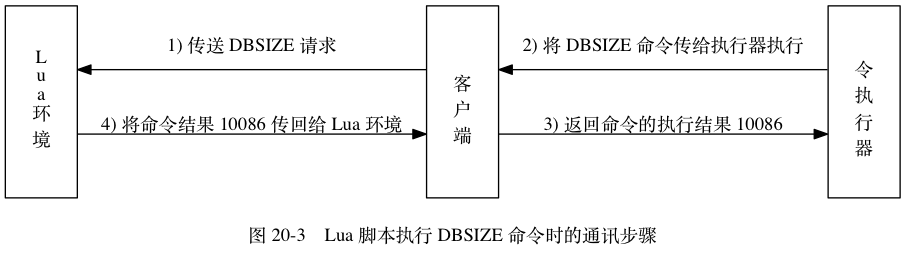 Lua环境
1) 传送 DBSIZE 请求
4) 将命令结果 10086 传回给 Lua 环境
客户端
2) 将 DBSIZE 命令传给执行器执行
3) 返回命令的执行结果 10086
令执行器
图 20-3 Lua 脚本执行 DBSIZE 命令时的通讯步骤